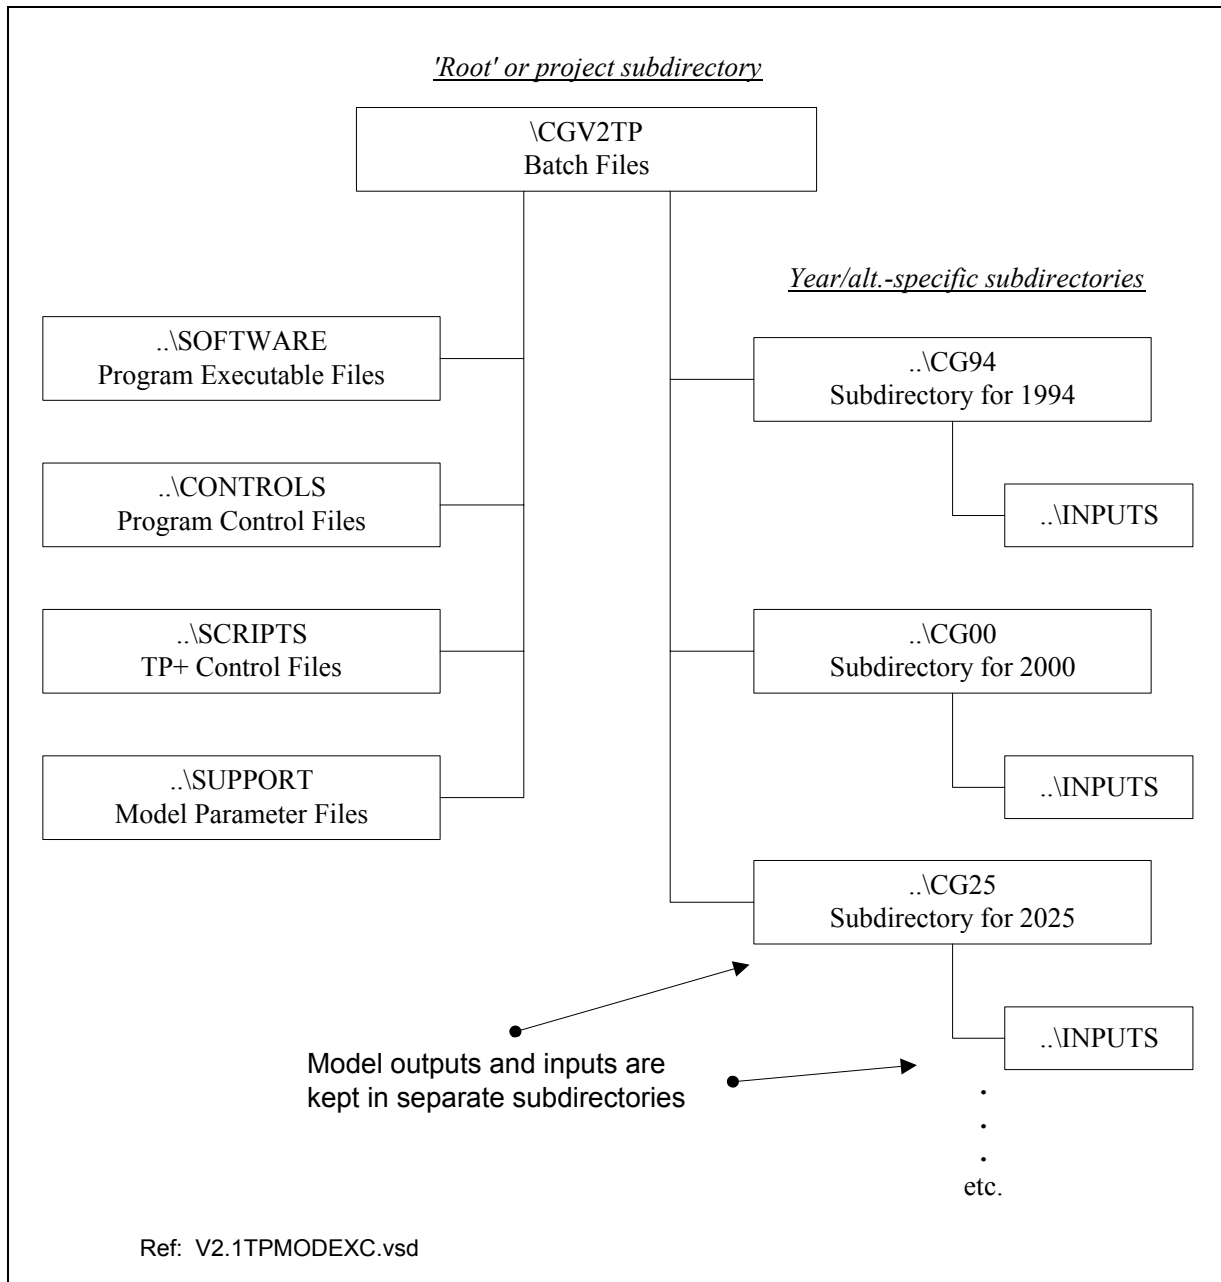 'Root' or project subdirectory
\CGV2TP
Batch Files
Year/alt.-specific subdirectories
..\SOFTWARE
Program Executable Files
..\CONTROLS
Program Control Files
..\SCRIPTS
TP+ Control Files
..\SUPPORT
Model Parameter Files
..\CG94
Subdirectory for 1994
..\INPUTS
..\CG00
Subdirectory for 2000
..\INPUTS
..\CG25
Subdirectory for 2025
..\INPUTS
Model outputs and inputs are
kept in separate subdirectories
.
.
.
etc.
Ref: V2.1TPMODEXC.vsd